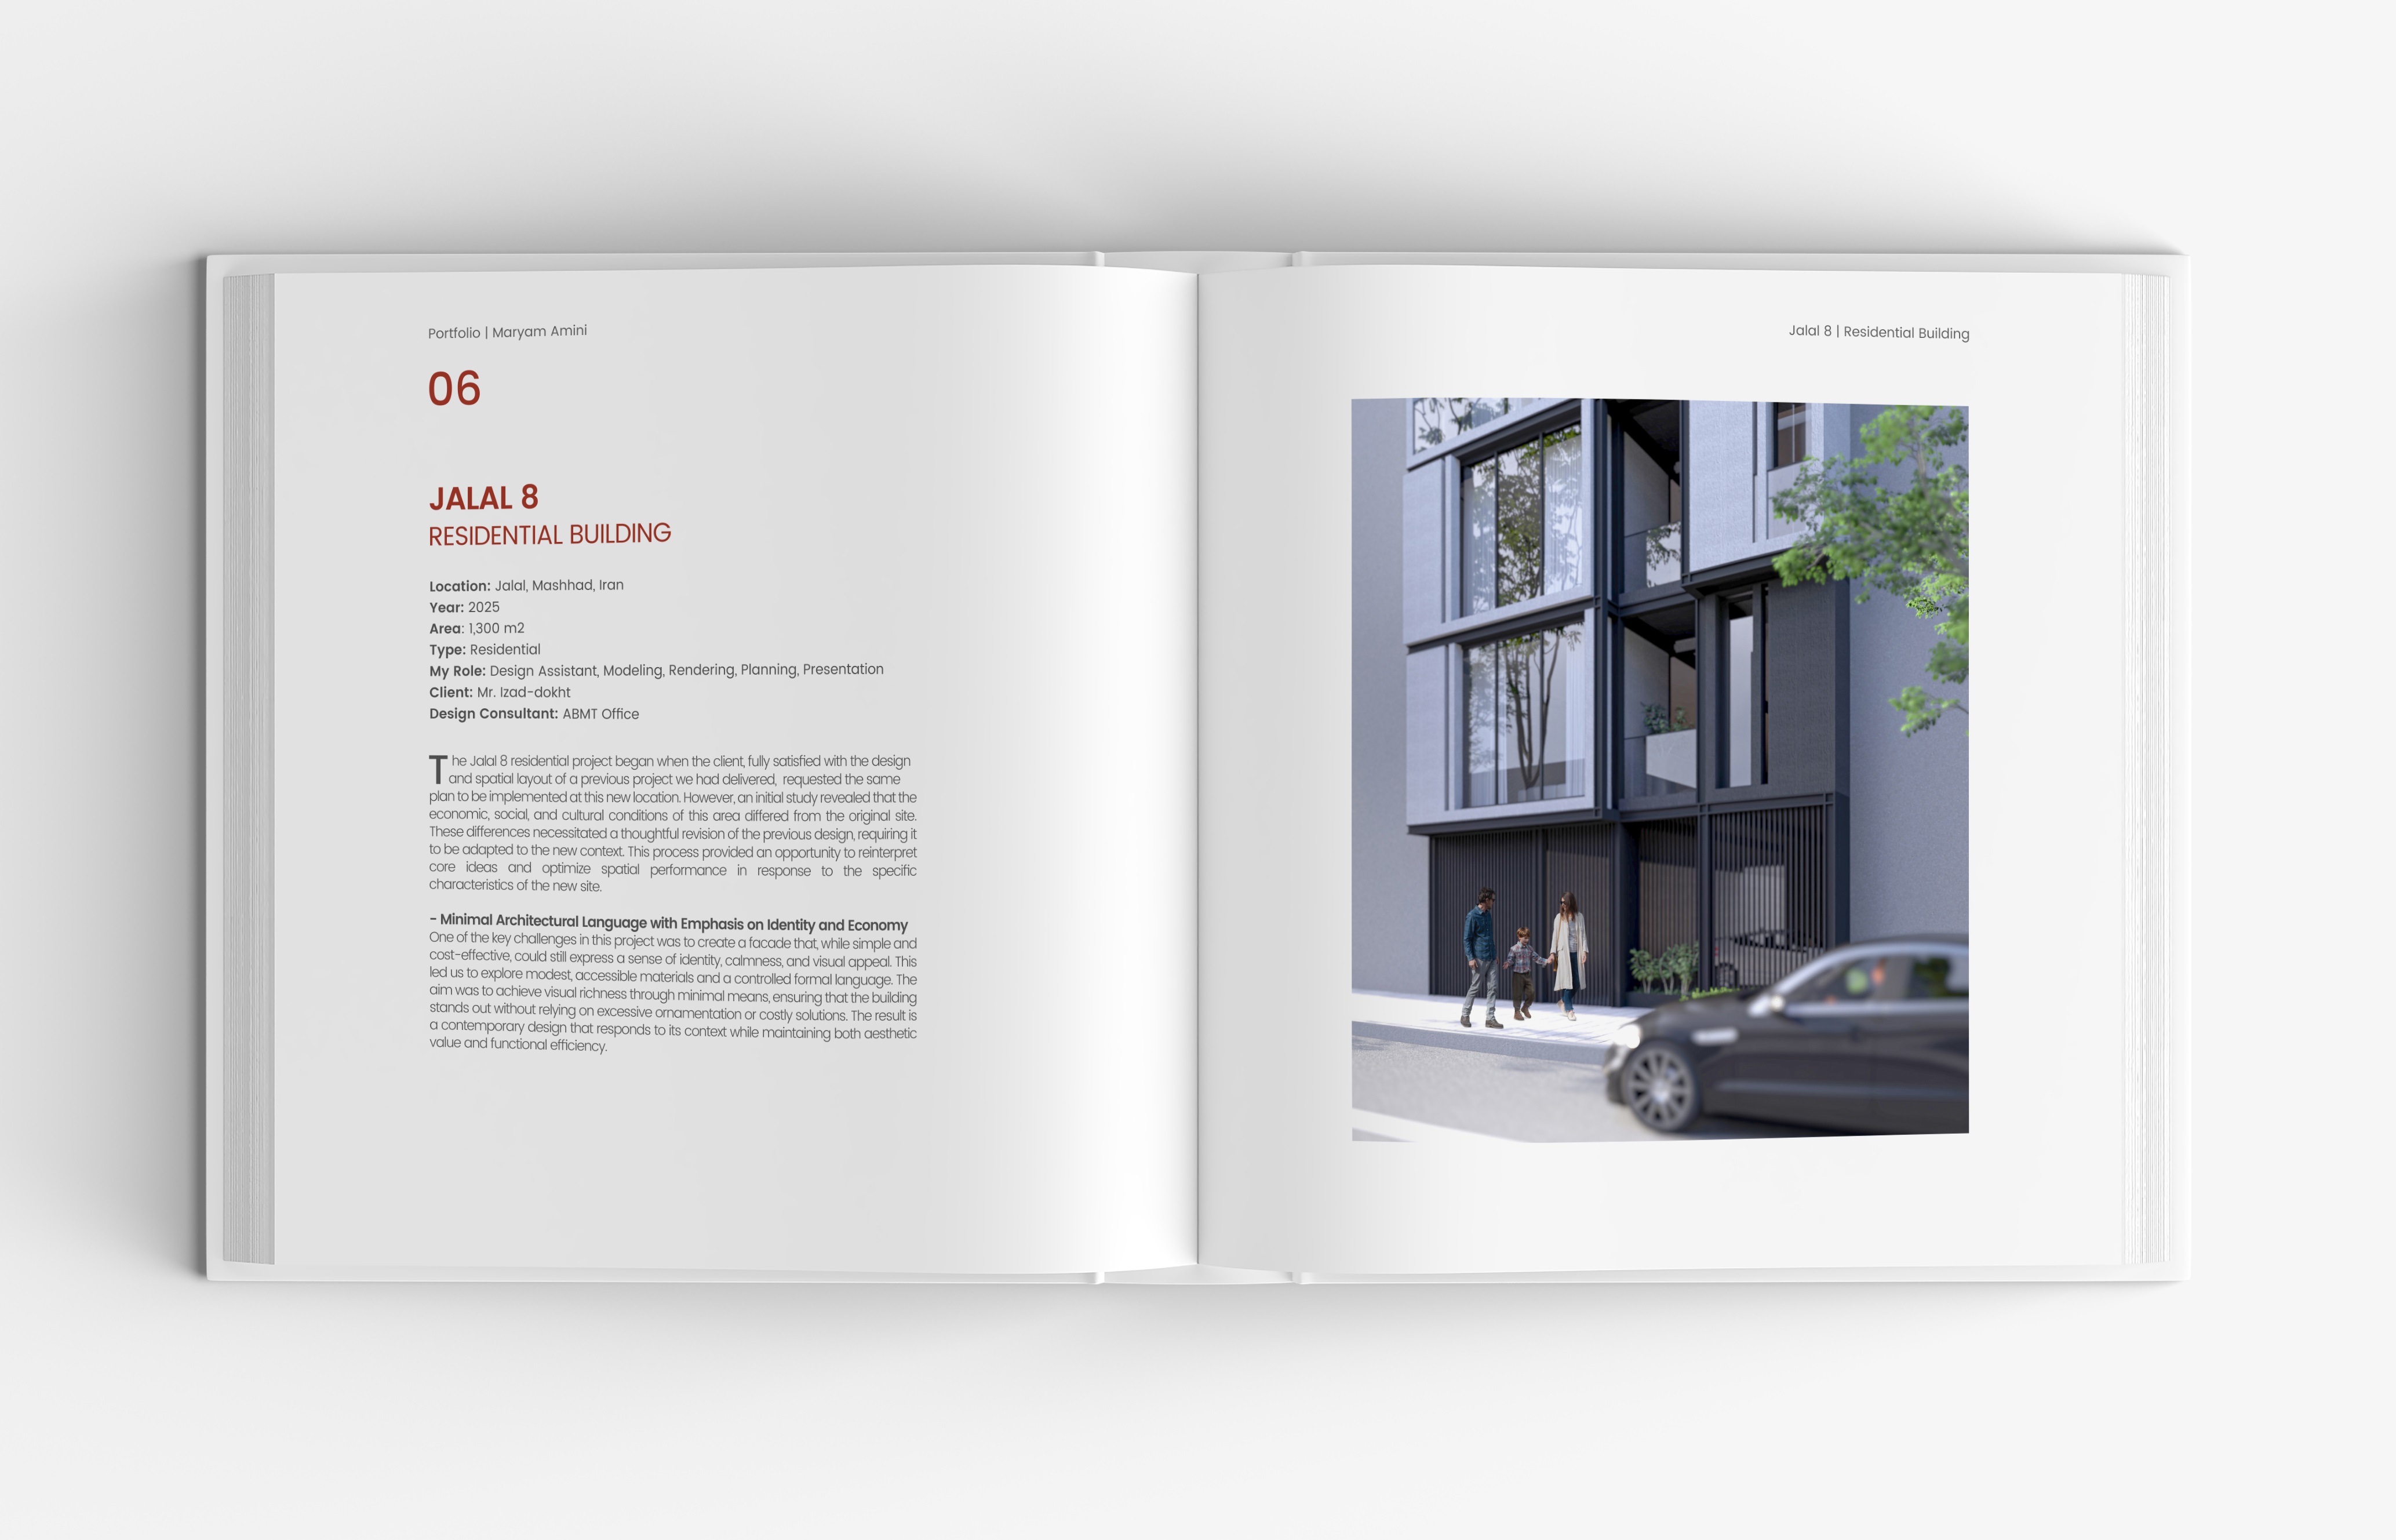 Portfolio | Maryam Amini
06
JALAL 8
RESIDENTIAL BUILDING
Location: Jalal, Mashhad, Iran
Year: 2025
Area: 1,300 m2
Type: Residential
My Role: Design Assistant, Modeling, Rendering, Planning, Presentation
Client: Mr. Izad-dokht
Design Consultant: ABMT Office
The Jalal 8 residential project began when the client, fully satisfied with the design
and spatial layout of a previous project we had delivered, requested the same
plan to be implemented at this new location. However, an initial study revealed that the
economic, social, and cultural conditions of this area differed from the original site.
These differences necessitated a thoughtful revision of the previous design, requiring it
to be adapted to the new context. This process provided an opportunity to reinterpret
core ideas and optimize spatial performance in response to the specific
characteristics of the new site.
- Minimal Architectural Language with Emphasis on Identity and Economy
One of the key challenges in this project was to create a facade that, while simple and
cost-effective, could still express a sense of identity, calmness, and visual appeal. This
led us to explore modest, accessible materials and a controlled formal language. The
aim was to achieve visual richness through minimal means, ensuring that the building
stands out without relying on excessive ornamentation or costly solutions. The result is
a contemporary design that responds to its context while maintaining both aesthetic
value and functional efficiency.
Jalal 8 | Residential Building